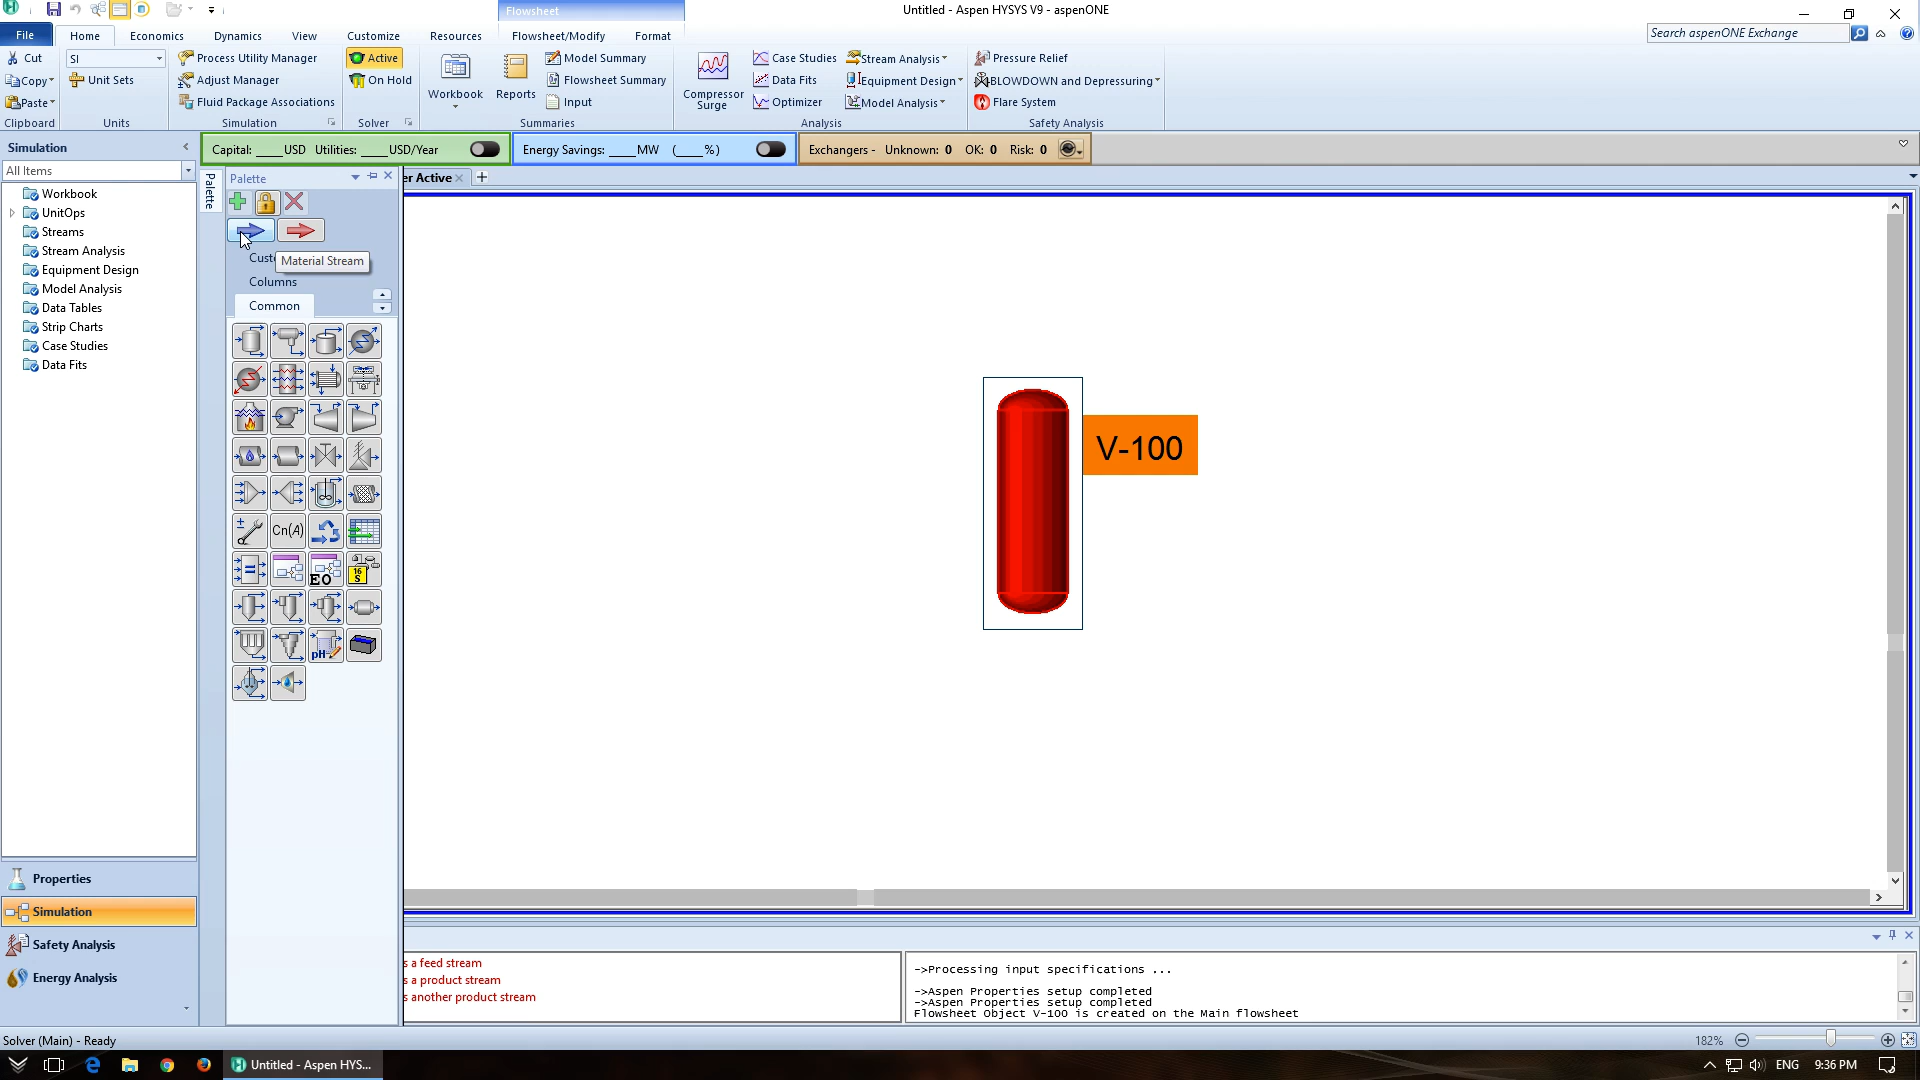 Flowsheet
Untitled - Aspen HYSYS V9 - aspenONE
File
Home
Economics
Dynamics
View
Customize
Resources
Flowsheet/Modify
Format
Search aspenONE Exchange
Cut
Copy
Paste
Clipboard
SI
Unit Sets
Units
Process Utility Manager
Adjust Manager
Fluid Package Associations
Simulation
Active
On Hold
Solver
Workbook
Reports
Model Summary
Flowsheet Summary
Input
Summaries
Compressor
Surge
Case Studies
Data Fits
Optimizer
Stream Analysis
Equipment Design
Model Analysis
Analysis
Pressure Relief
BLOWDOWN and Depressuring
Flare System
Safety Analysis
Capital: ____USD Utilities: ____USD/Year
Energy Savings: ____MW (____%)
Exchangers - Unknown: 0 OK: 0 Risk: 0
Simulation
All Items
Workbook
UnitOps
Streams
Stream Analysis
Equipment Design
Model Analysis
Data Tables
Strip Charts
Case Studies
Data Fits
Properties
Simulation
Safety Analysis
Energy Analysis
Palette
Palette
Cust
Material Stream
Columns
Common
Cn(A)
EO
16
S
pH
er Active
V-100
s a feed stream
s a product stream
s another product stream
->Processing input specifications ...
->Aspen Properties setup completed
->Aspen Properties setup completed
Flowsheet Object V-100 is created on the Main flowsheet
Solver (Main) - Ready
182%
Untitled - Aspen HYS...
ENG
9:36 PM